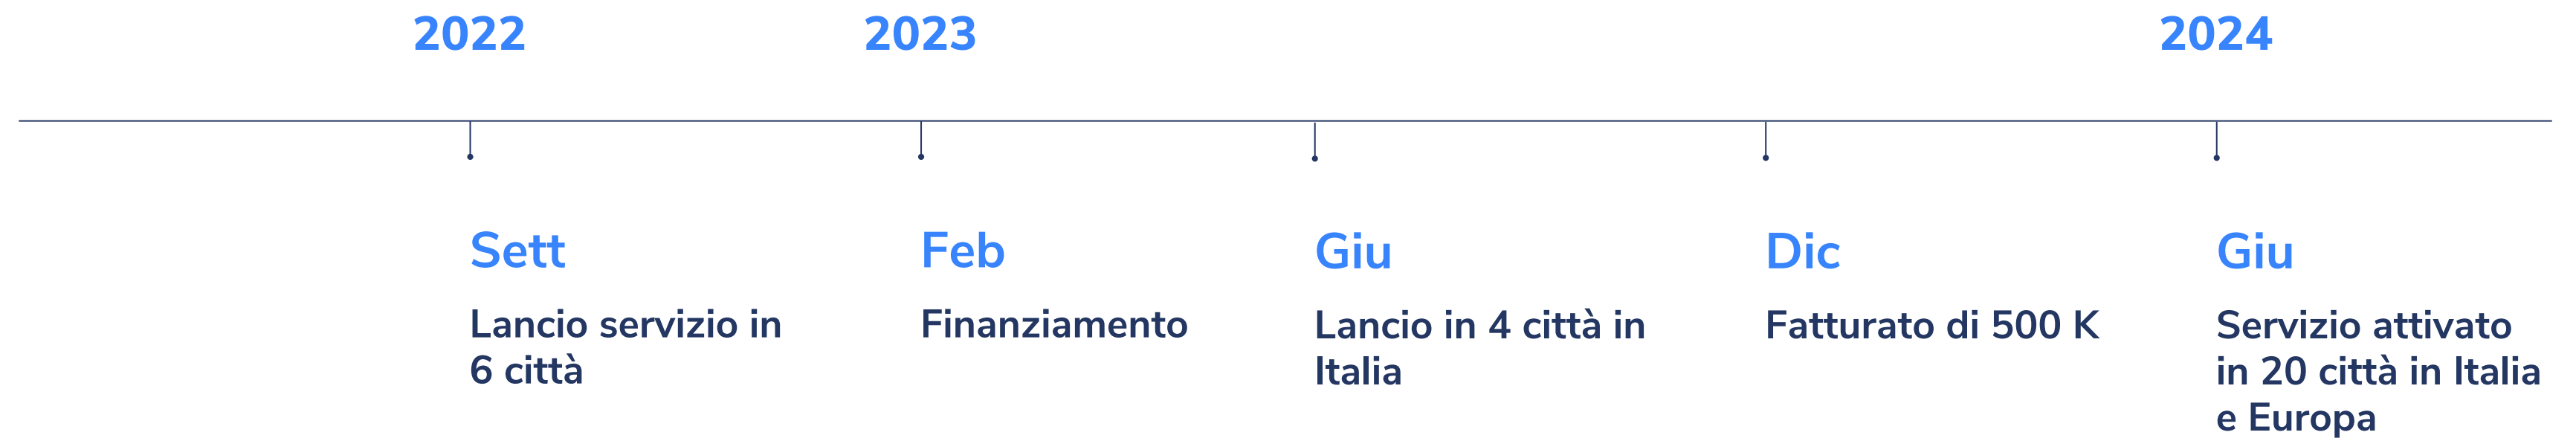 2022
2023
2024
Sett
Lancio servizio in
6 città
Feb
Finanziamento
Giu
Lancio in 4 città in
Italia
Dic
Fatturato di 500 K
Giu
Servizio attivato
in 20 città in Italia
e Europa